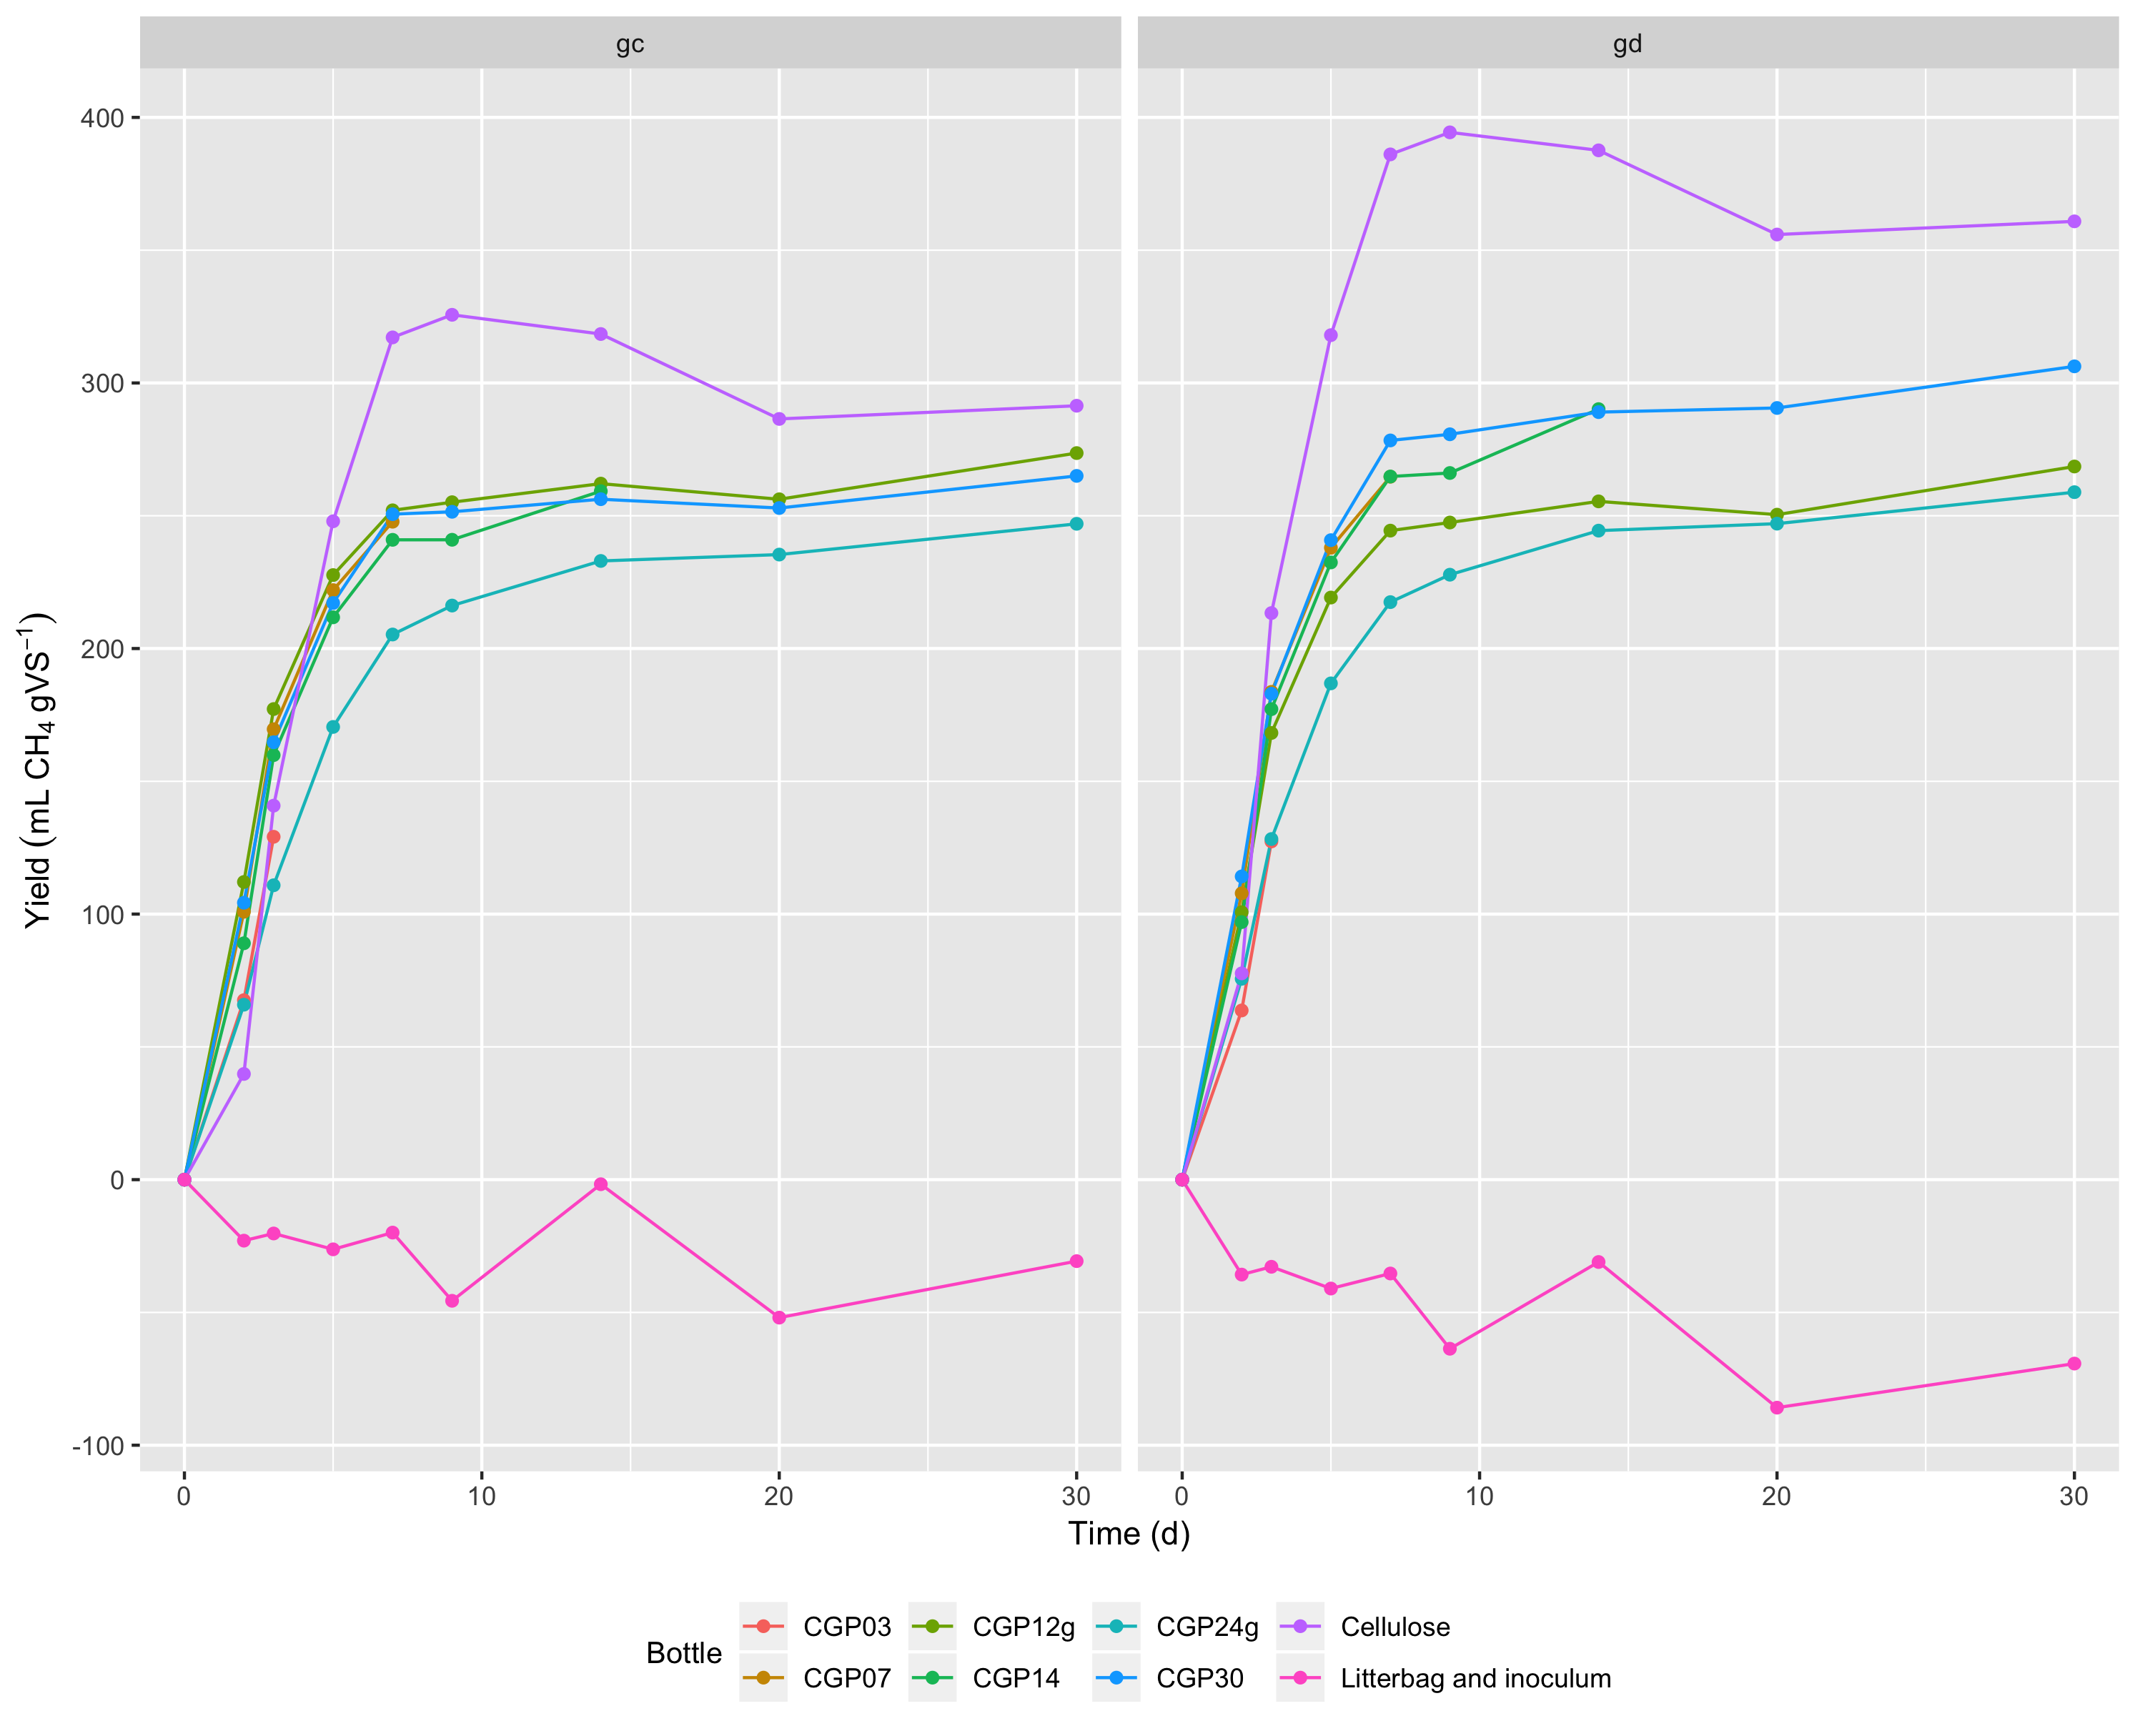 gc
gd
400
300
200
100
0
-100
Yield (mL CH₄ gVS⁻¹)
0
10
20
30
0
10
20
30
Time (d)
Bottle
CGP03
CGP12g
CGP24g
Cellulose
CGP07
CGP14
CGP30
Litterbag and inoculum